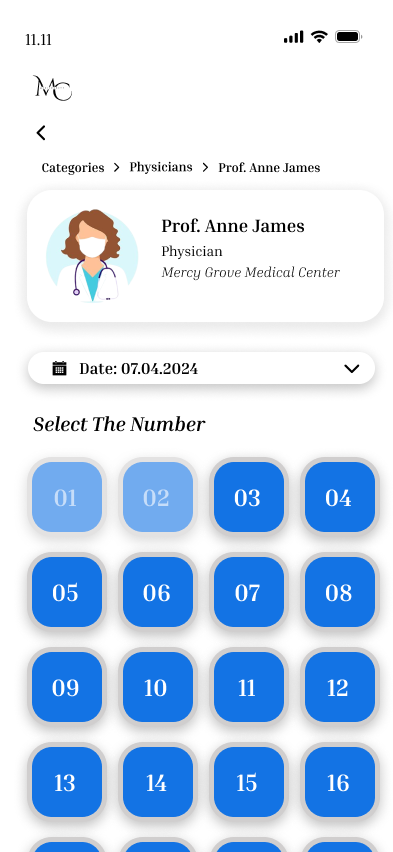 11.11
MC
Categories > Physicians > Prof. Anne James
Prof. Anne James
Physician
Mercy Grove Medical Center
Date: 07.04.2024
Select The Number
01 02 03 04
05 06 07 08
09 10 11 12
13 14 15 16